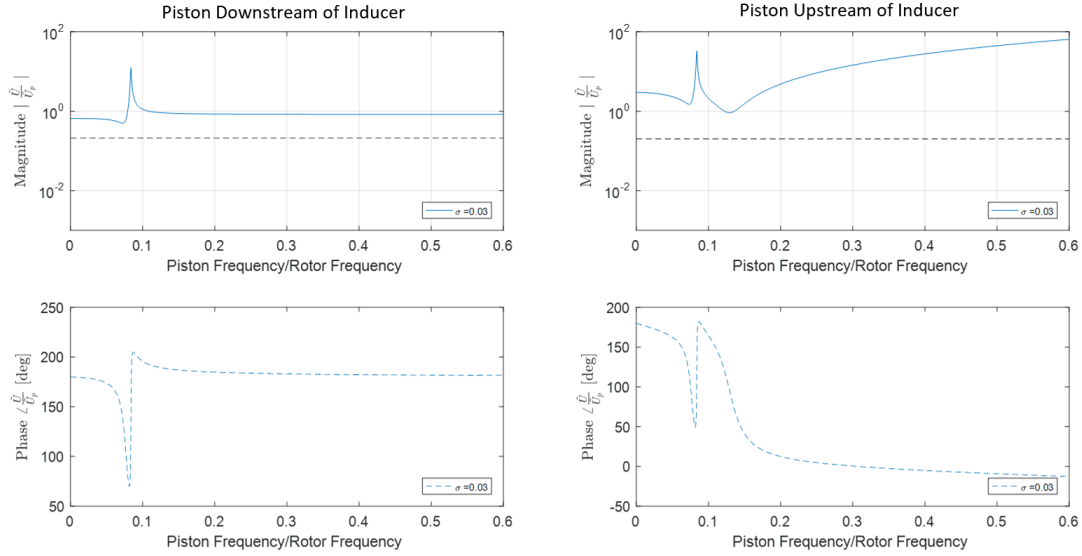 Piston Downstream of Inducer
10^2
10^0
10^-2
Magnitude | Û/Û_p |
σ =0.03
0 0.1 0.2 0.3 0.4 0.5 0.6
Piston Frequency/Rotor Frequency
Piston Upstream of Inducer
10^2
10^0
10^-2
Magnitude | Û/Û_p |
σ =0.03
0 0.1 0.2 0.3 0.4 0.5 0.6
Piston Frequency/Rotor Frequency
250
200
150
100
50
Phase ∠ Û/Û_p [deg]
σ =0.03
0 0.1 0.2 0.3 0.4 0.5 0.6
Piston Frequency/Rotor Frequency
200
150
100
50
0
-50
Phase ∠ Û/Û_p [deg]
σ =0.03
0 0.1 0.2 0.3 0.4 0.5 0.6
Piston Frequency/Rotor Frequency